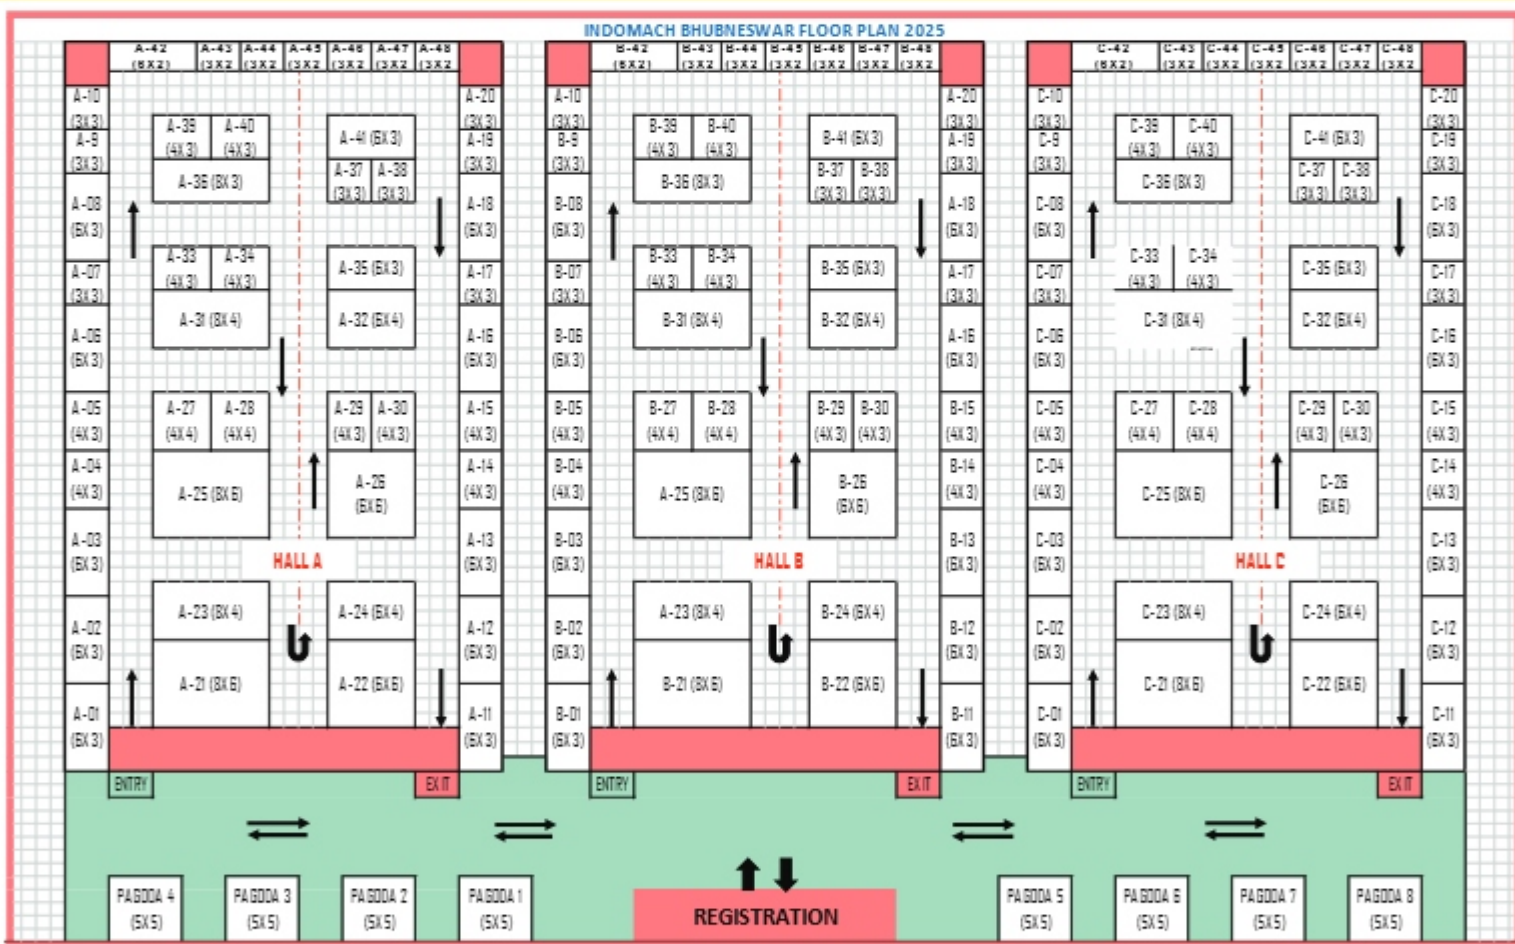 INDOMACH BHUBNESWAR FLOOR PLAN 2025
A-42 A-43 A-44 A-45 A-46 A-47 A-48
(6X2) (3X2 (3X2 (3X2 (3X2 (3X2 (3X2
A-10
(3X3)
A-9
(3X3)
A-08
(6X3)
A-07
(3X3)
A-06
(6X3)
A-05
(4X3)
A-04
(4X3)
A-03
(6X3)
A-02
(6X3)
A-01
(6X3)
A-39 A-40
(4X3) (4X3)
A-36 (8X3)
A-41 (6X3)
A-37 A-38
(3X3) (3X3)
A-33 A-34
(4X3) (4X3)
A-31 (8X4)
A-35 (6X3)
A-32 (6X4)
A-27 A-28
(4X4) (4X4)
A-25 (8X6)
A-29 A-30
(4X3) (4X3)
A-26
(6X6)
HALL A
A-23 (8X4)
A-21 (8X6)
A-24 (6X4)
A-22 (6X6)
A-20
(3X3)
A-19
(3X3)
A-18
(6X3)
A-17
(3X3)
A-16
(6X3)
A-15
(4X3)
A-14
(4X3)
A-13
(6X3)
A-12
(6X3)
A-11
(6X3)
ENTRY
EXIT
B-42 B-43 B-44 B-45 B-46 B-47 B-48
(6X2) (3X2 (3X2 (3X2 (3X2 (3X2 (3X2
A-10
(3X3)
B-9
(3X3)
B-08
(6X3)
B-07
(3X3)
B-06
(6X3)
B-05
(4X3)
B-04
(4X3)
B-03
(6X3)
B-02
(6X3)
B-01
(6X3)
B-39 B-40
(4X3) (4X3)
B-36 (8X3)
B-41 (6X3)
B-37 B-38
(3X3) (3X3)
B-33 B-34
(4X3) (4X3)
B-31 (8X4)
B-35 (6X3)
B-32 (6X4)
B-27 B-28
(4X4) (4X4)
A-25 (8X6)
B-29 B-30
(4X3) (4X3)
B-26
(6X6)
HALL B
A-23 (8X4)
B-21 (8X6)
B-24 (6X4)
B-22 (6X6)
A-20
(3X3)
A-19
(3X3)
A-18
(6X3)
A-17
(3X3)
A-16
(6X3)
B-15
(4X3)
B-14
(4X3)
B-13
(6X3)
B-12
(6X3)
B-11
(6X3)
ENTRY
EXIT
C-42 C-43 C-44 C-45 C-46 C-47 C-48
(6X2) (3X2 (3X2 (3X2 (3X2 (3X2 (3X2
C-10
(3X3)
C-9
(3X3)
C-08
(6X3)
C-07
(3X3)
C-06
(6X3)
C-05
(4X3)
C-04
(4X3)
C-03
(6X3)
C-02
(6X3)
C-01
(6X3)
C-39 C-40
(4X3) (4X3)
C-36 (8X3)
C-41 (6X3)
C-37 C-38
(3X3) (3X3)
C-33 C-34
(4X3) (4X3)
C-31 (8X4)
C-35 (6X3)
C-32 (6X4)
C-27 C-28
(4X4) (4X4)
C-25 (8X6)
C-29 C-30
(4X3) (4X3)
C-26
(6X6)
HALL C
C-23 (8X4)
C-21 (8X6)
C-24 (6X4)
C-22 (6X6)
C-20
(3X3)
C-19
(3X3)
C-18
(6X3)
C-17
(3X3)
C-16
(6X3)
C-15
(4X3)
C-14
(4X3)
C-13
(6X3)
C-12
(6X3)
C-11
(6X3)
ENTRY
EXIT
PAGODA 4
(5X5)
PAGODA 3
(5X5)
PAGODA 2
(5X5)
PAGODA 1
(5X5)
REGISTRATION
PAGODA 5
(5X5)
PAGODA 6
(5X5)
PAGODA 7
(5X5)
PAGODA 8
(5X5)